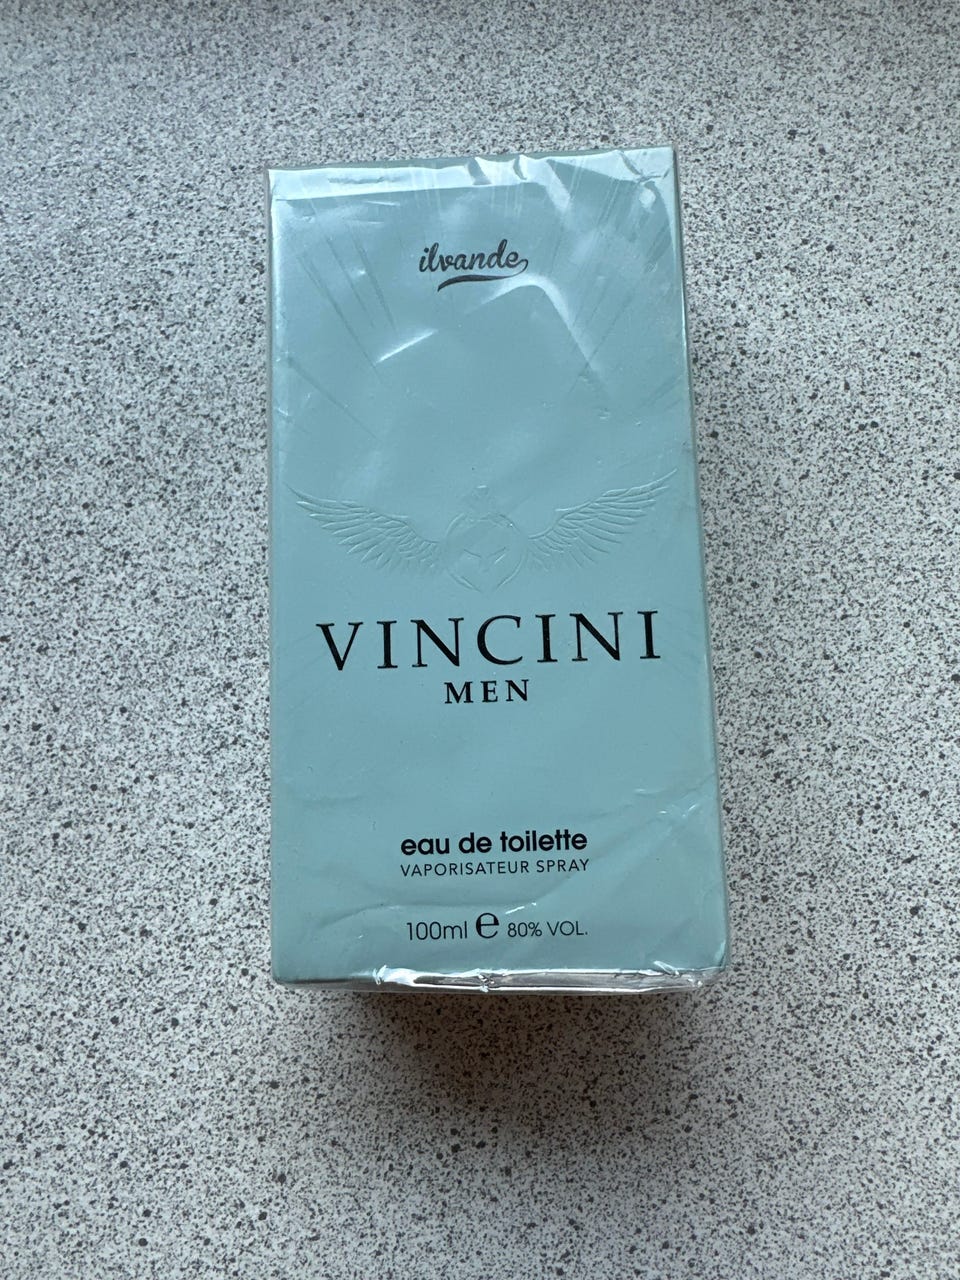 ilvande
VINCINI
MEN
eau de toilette
VAPORISATEUR SPRAY
100ml e 80% VOL.